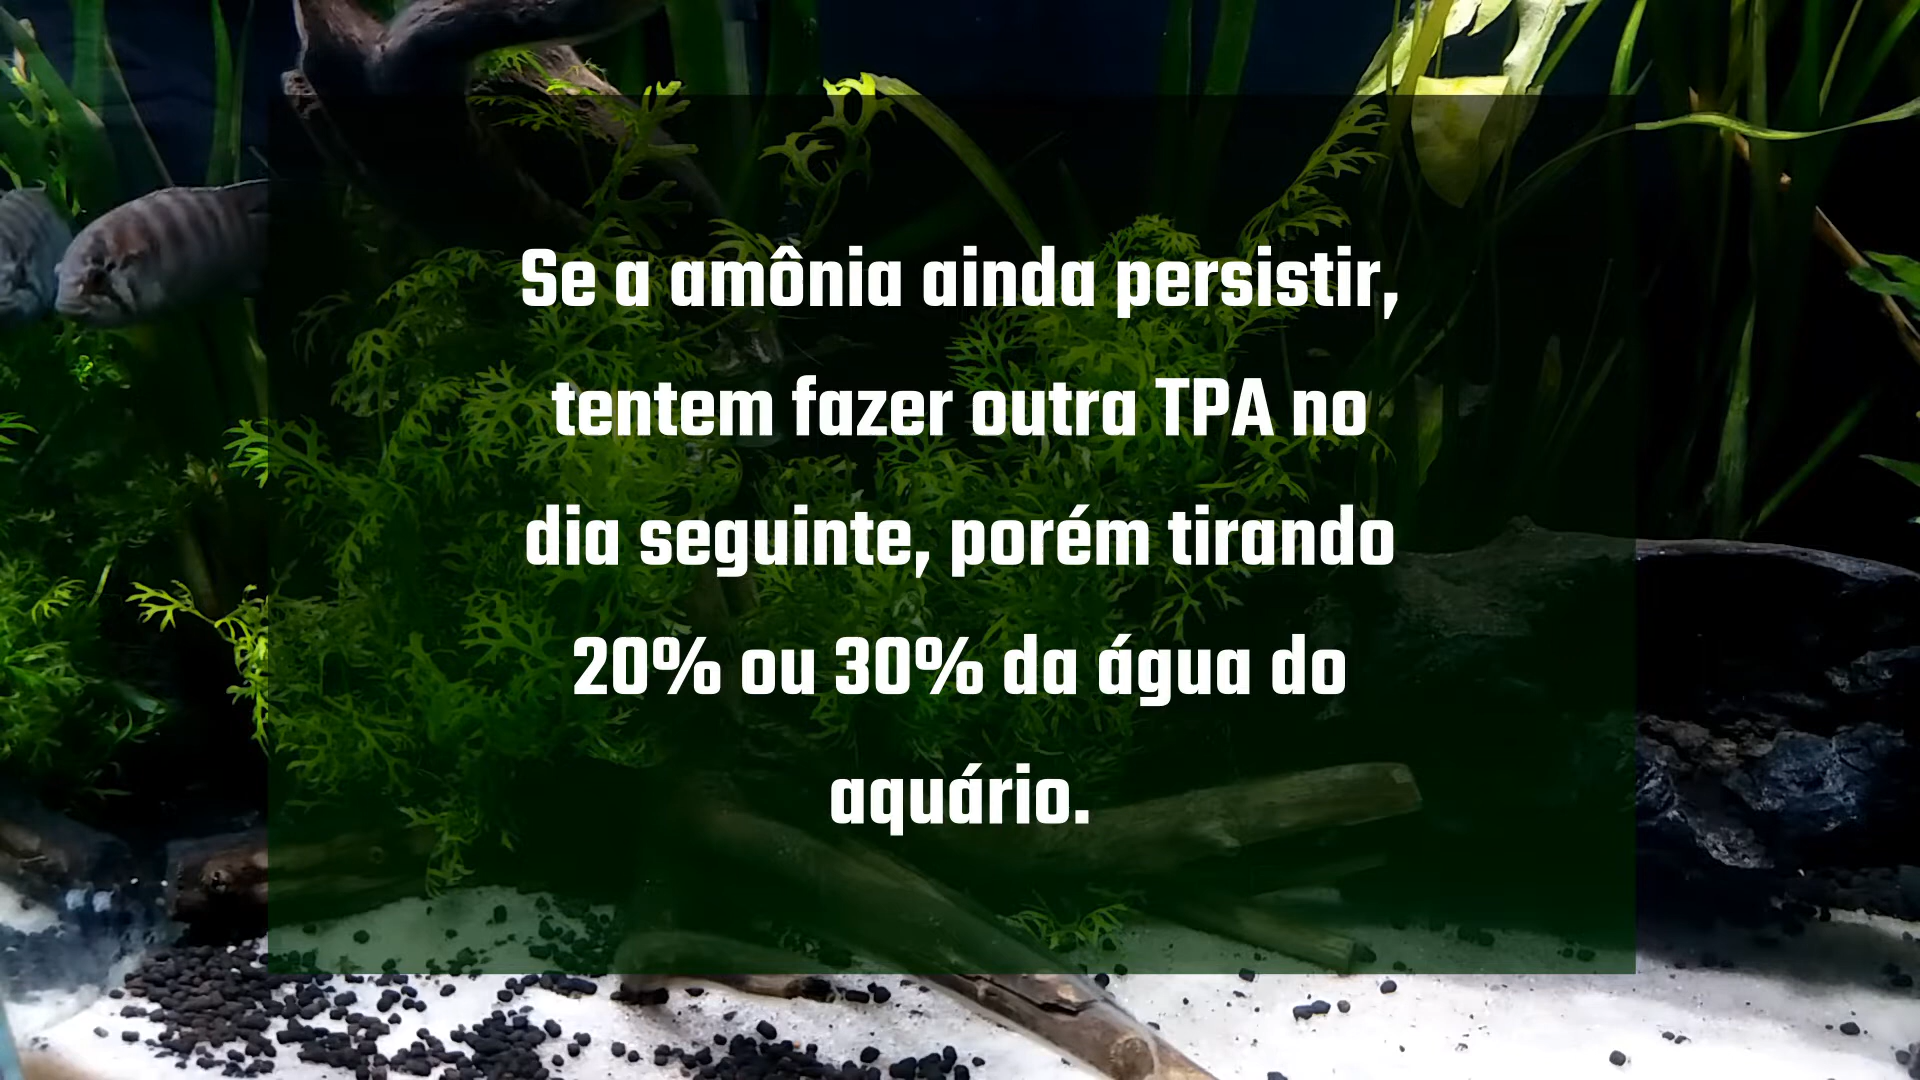 Se a amônia ainda persistir,
tentem fazer outra TPA no
dia seguinte, porém tirando
20% ou 30% da água do
aquário.